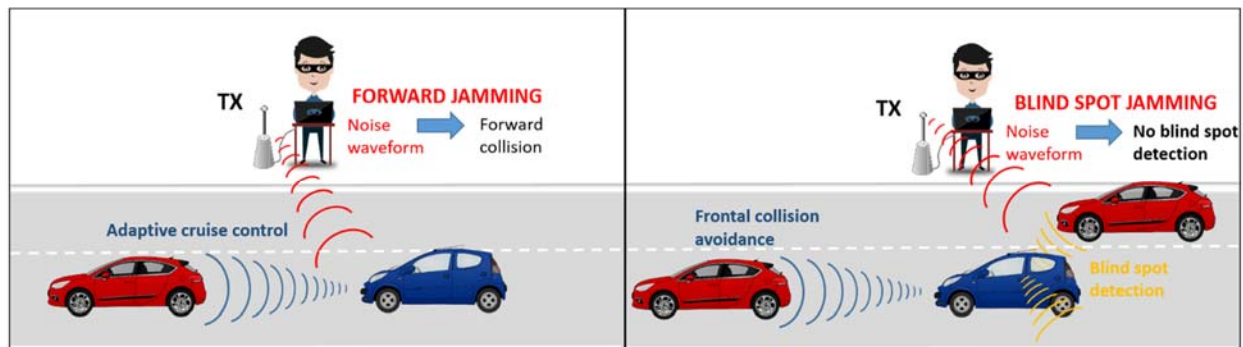 TX
FORWARD JAMMING
Noise waveform
Forward collision
Adaptive cruise control
TX
BLIND SPOT JAMMING
Noise waveform
No blind spot detection
Frontal collision avoidance
Blind spot detection